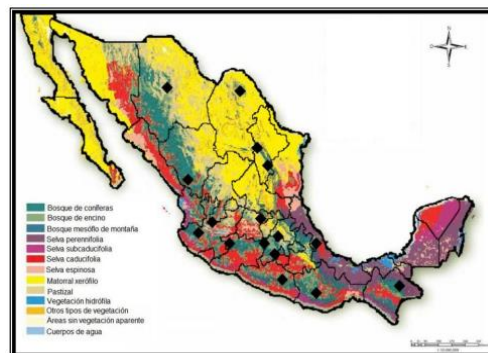 N
Bosque de coníferas
Bosque de encino
Bosque mesófilo de montaña
Selva perennifolia
Selva subcaducifolia
Selva caducifolia
Selva espinosa
Matorral xerófilo
Pastizal
Vegetación hidrófila
Otros tipos de vegetación
Áreas sin vegetación aparente
Cuerpos de agua